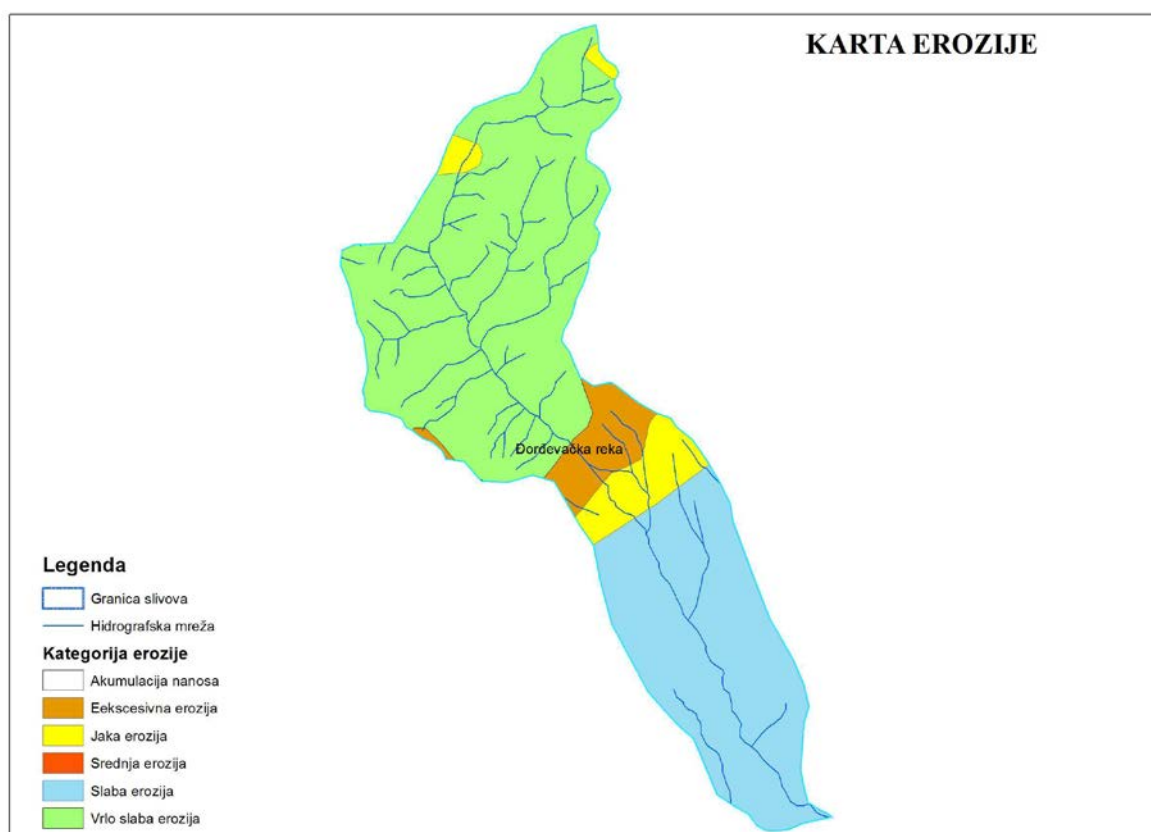 KARTA EROZIJE
Đorđevačka reka
Legenda
Granica slivova
Hidrografska mreža
Kategorija erozije
Akumulacija nanosa
Eekscesivna erozija
Jaka erozija
Srednja erozija
Slaba erozija
Vrlo slaba erozija